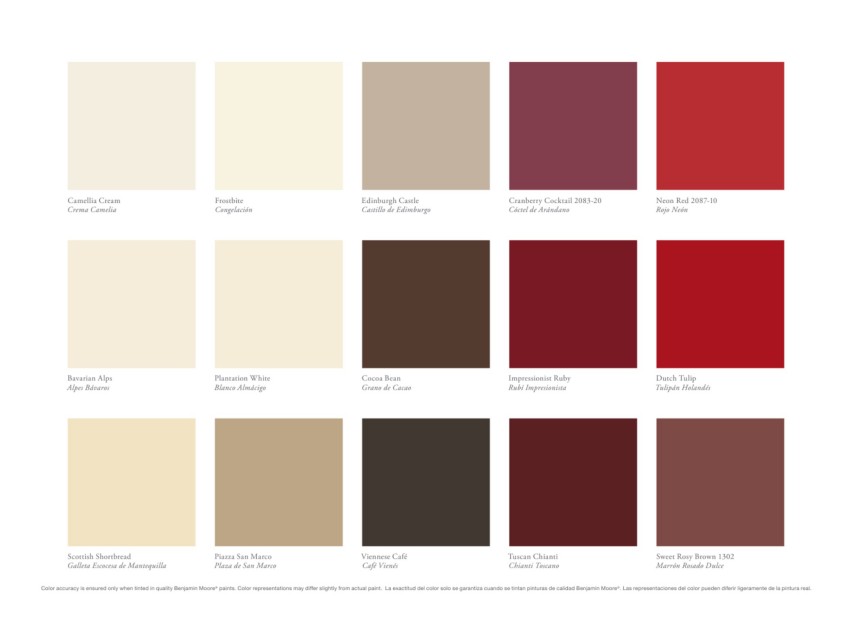 Camellia Cream
Crema Camelia
Frostbite
Congelación
Edinburgh Castle
Castillo de Edimburgo
Cranberry Cocktail 2083-20
Cóctel de Arándano
Neon Red 2087-10
Rojo Neón
Bavarian Alps
Alpes Bávaros
Plantation White
Blanco Almácigo
Cocoa Bean
Grano de Cacao
Impressionist Ruby
Rubí Impresionista
Dutch Tulip
Tulipán Holandés
Scottish Shortbread
Galleta Escocesa de Mantequilla
Piazza San Marco
Plaza de San Marco
Viennese Café
Café Vienés
Tuscan Chianti
Chianti Toscano
Sweet Rosy Brown 1302
Marrón Rosado Dulce
Color accuracy is ensured only when tinted in quality Benjamin Moore® paints. Color representations may differ slightly from actual paint. La exactitud del color solo se garantiza cuando se tintan pinturas de calidad Benjamin Moore®. Las representaciones del color pueden diferir ligeramente de la pintura real.